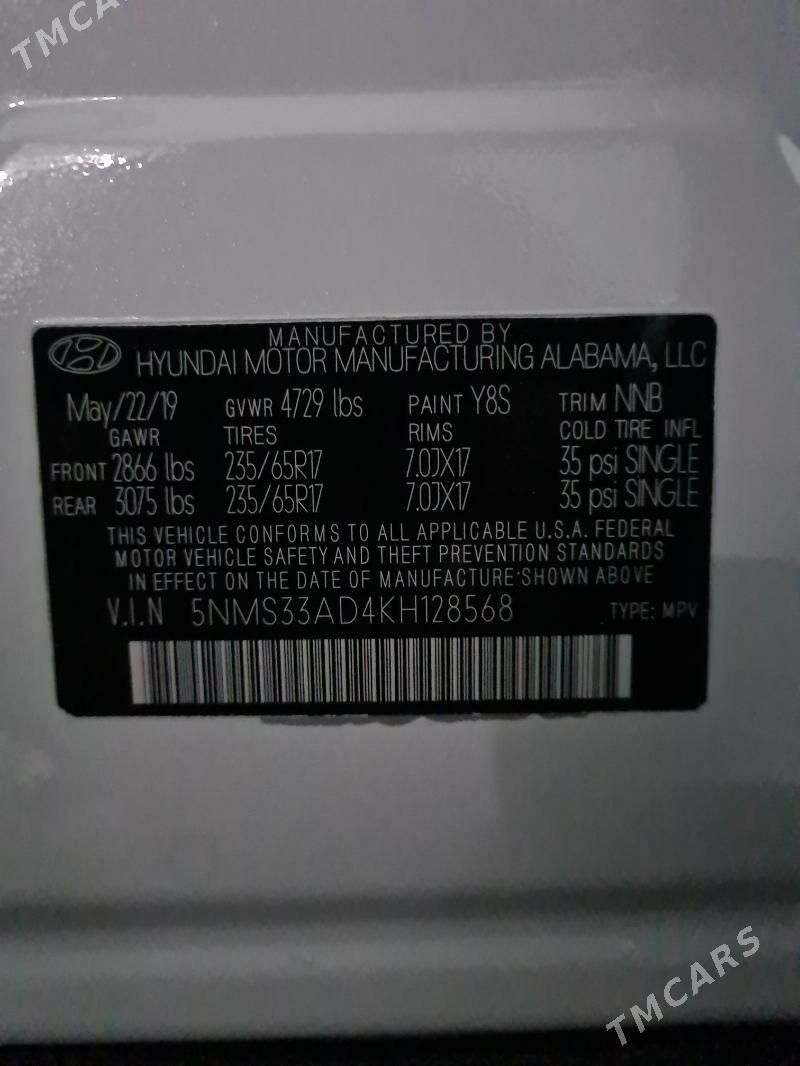 TMCARS
MANUFACTURED BY
HYUNDAI MOTOR MANUFACTURING ALABAMA, LLC
May/22/19 GVWR 4729 lbs PAINT Y8S TRIM NNB
GAWR TIRES RIMS COLD TIRE INFL
FRONT 2866 lbs 235/65R17 7.0JX17 35 psi SINGLE
REAR 3075 lbs 235/65R17 7.0JX17 35 psi SINGLE
THIS VEHICLE CONFORMS TO ALL APPLICABLE U.S.A. FEDERAL
MOTOR VEHICLE SAFETY AND THEFT PREVENTION STANDARDS
IN EFFECT ON THE DATE OF MANUFACTURE SHOWN ABOVE
V.I.N 5NMS33AD4KH128568 TYPE: MPV
TMCARS